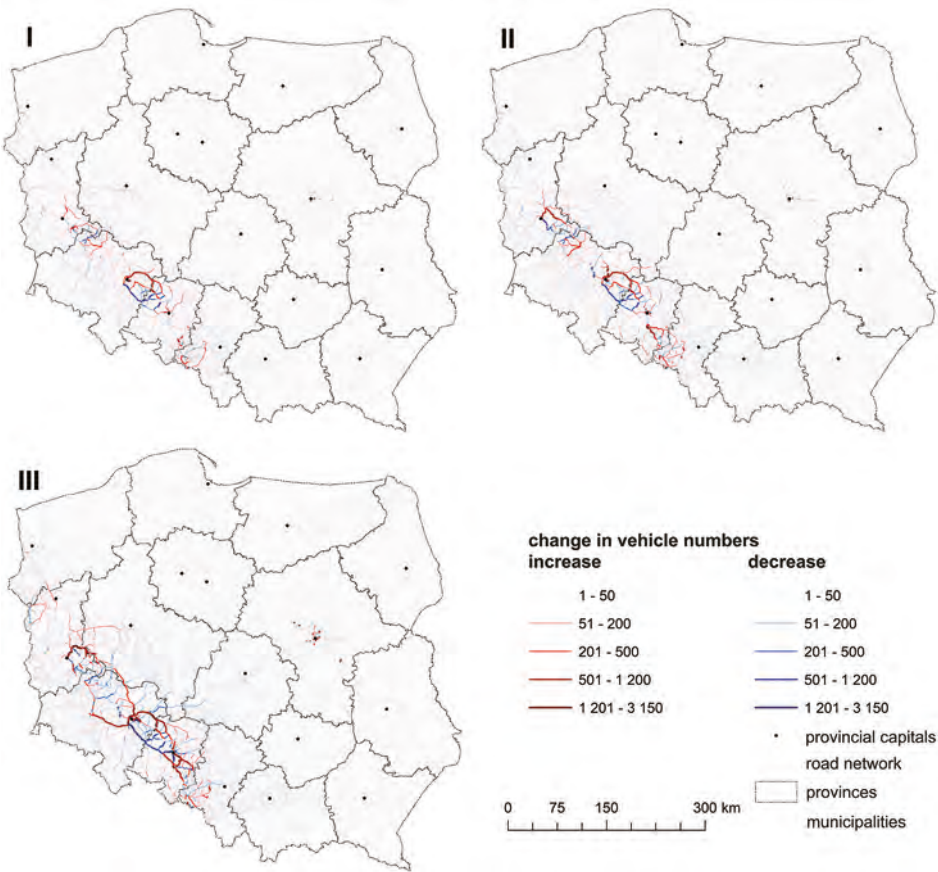 I
II
III
change in vehicle numbers
increase decrease
1 - 50 1 - 50
51 - 200 51 - 200
201 - 500 201 - 500
501 - 1 200 501 - 1 200
1 201 - 3 150 1 201 - 3 150
provincial capitals
road network
provinces
municipalities
0 75 150 300 km